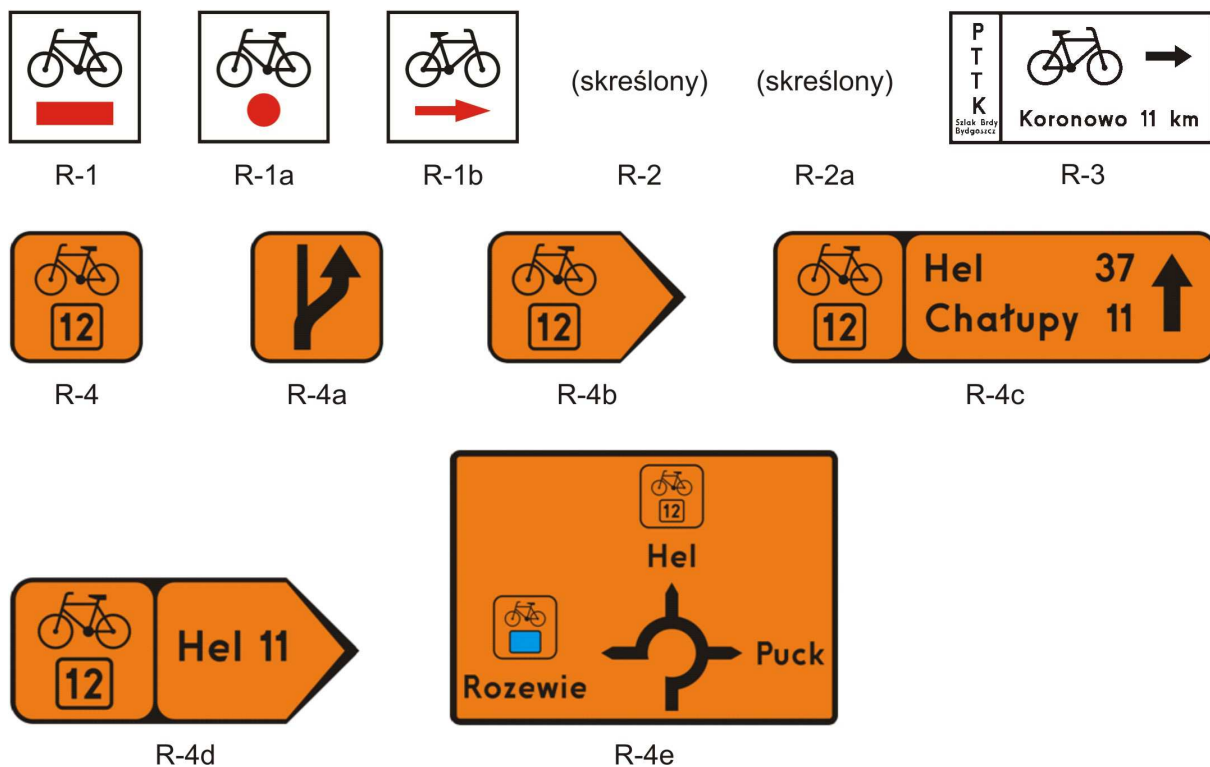 (skreślony) (skreślony)
P
T
T
K
Szlak Brdy
Bydgoszcz
Koronowo 11 km
R-1 R-1a R-1b R-2 R-2a R-3
12
12
12
Hel 37
Chałupy 11
R-4 R-4a R-4b R-4c
12
Hel 11
12
Hel
Puck
Rozewie
R-4d R-4e